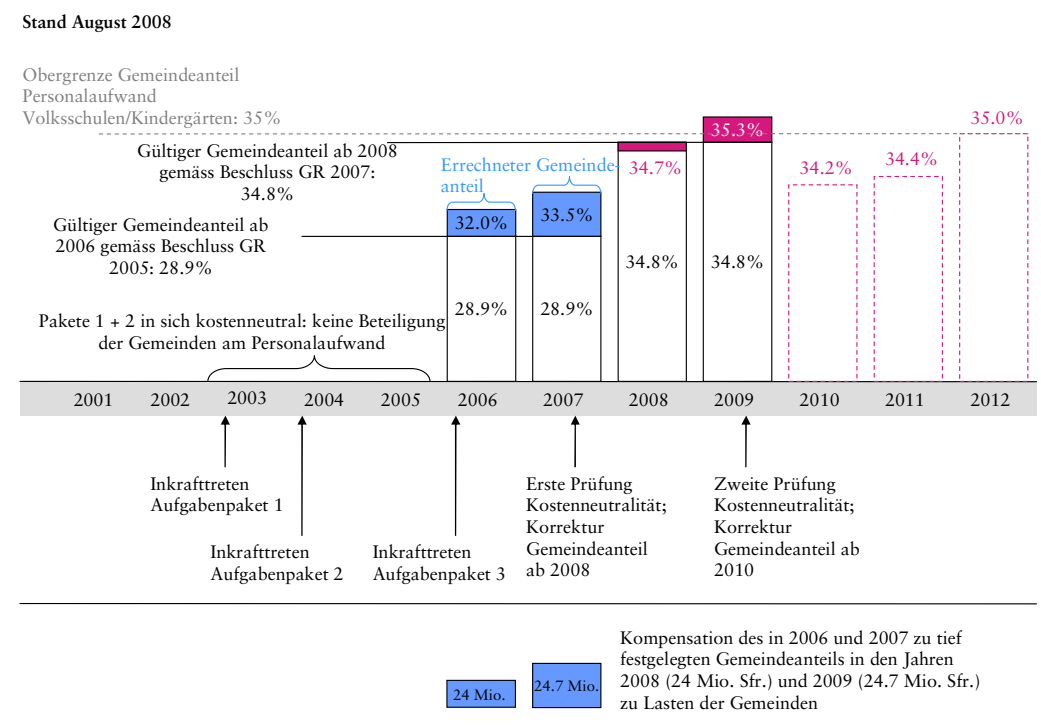 Stand August 2008
Obergrenze Gemeindeanteil
Personalaufwand
Volksschulen/Kindergärten: 35%
Gültiger Gemeindeanteil ab 2008
gemäss Beschluss GR 2007:
34.8%
Errechneter Gemeinde-
anteil
Gültiger Gemeindeanteil ab
2006 gemäss Beschluss GR
2005: 28.9%
Pakete 1 + 2 in sich kostenneutral: keine Beteiligung
der Gemeinden am Personalaufwand
32.0%
28.9%
33.5%
28.9%
34.7%
34.8%
35.3%
34.8%
34.2%
34.4%
35.0%
2001 2002 2003 2004 2005 2006 2007 2008 2009 2010 2011 2012
Inkrafttreten
Aufgabenpaket 1
Inkrafttreten
Aufgabenpaket 2
Inkrafttreten
Aufgabenpaket 3
Erste Prüfung
Kostenneutralität;
Korrektur
Gemeindeanteil
ab 2008
Zweite Prüfung
Kostenneutralität;
Korrektur
Gemeindeanteil ab
2010
24 Mio.
24.7 Mio.
Kompensation des in 2006 und 2007 zu tief
festgelegten Gemeindeanteils in den Jahren
2008 (24 Mio. Sfr.) und 2009 (24.7 Mio. Sfr.)
zu Lasten der Gemeinden